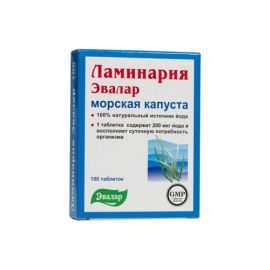 Ламинария
Эвалар
морская капуста
• 100% натуральный источник йода
• 1 таблетка содержит 200 мкг йода и
восполняет суточную потребность
организма
GMP
100 таблеток
Эвалар